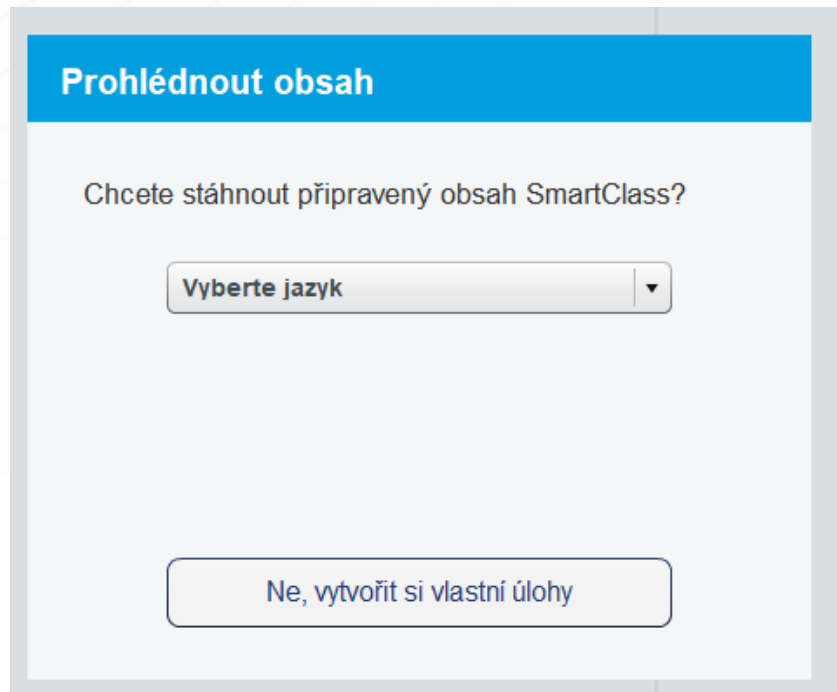 Prohlédnout obsah
Chcete stáhnout připravený obsah SmartClass?
Vyberte jazyk
Ne, vytvořit si vlastní úlohy